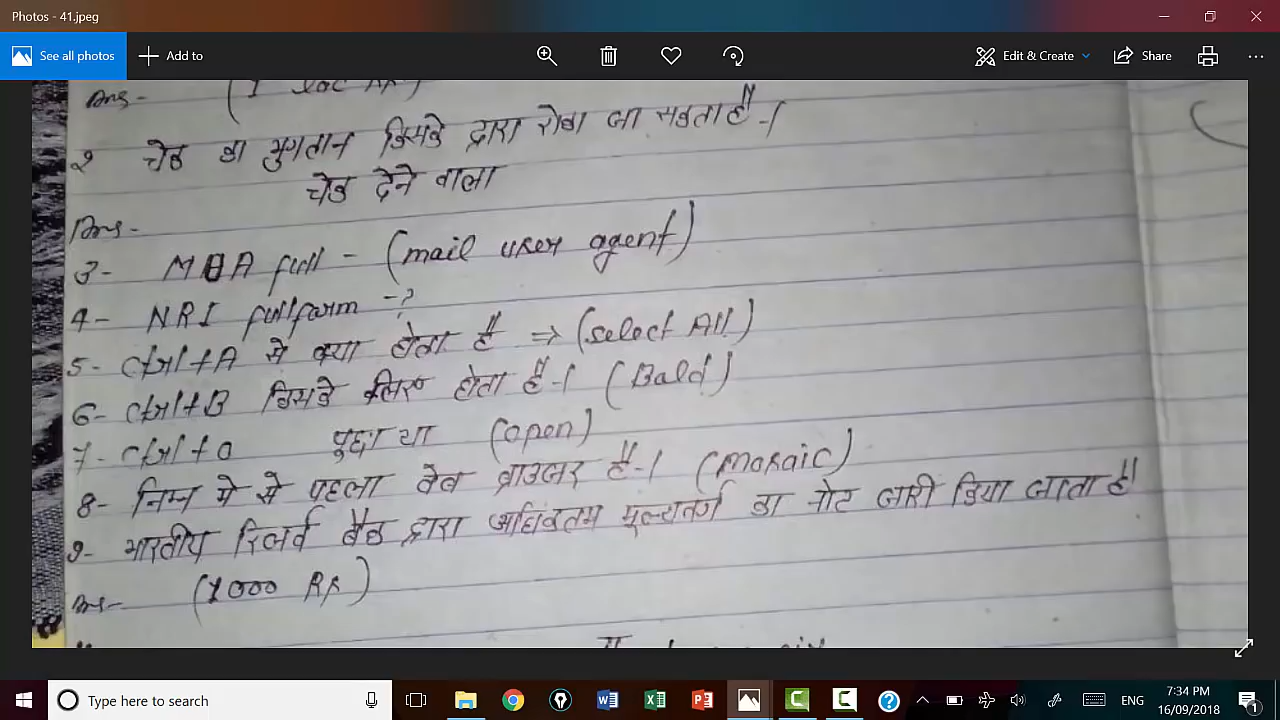 Photos - 41.jpeg
See all photos
Add to
Edit & Create
Share
Ans-
२ चेक का भुगतान किसके द्वारा रोका जा सकता है-।
चेक देने वाला
Ans-
3- MUA full - (mail user agent)
4- NRI fullform -?
5- ctrl+A से क्या होता है ⇒ (select All)
6- ctrl+B किसके लिए होता है-। (Bald)
7- ctrl+o पूछा था (open)
8- निम्न मे से पहला वेब ब्राउजर है-। (Mosaic)
9- भारतीय रिजर्व बैंक द्वारा अधिकतम मूल्यवर्ग का नोट जारी किया जाता है
Ans- (1000 Rs)
Type here to search
ENG
7:34 PM
16/09/2018